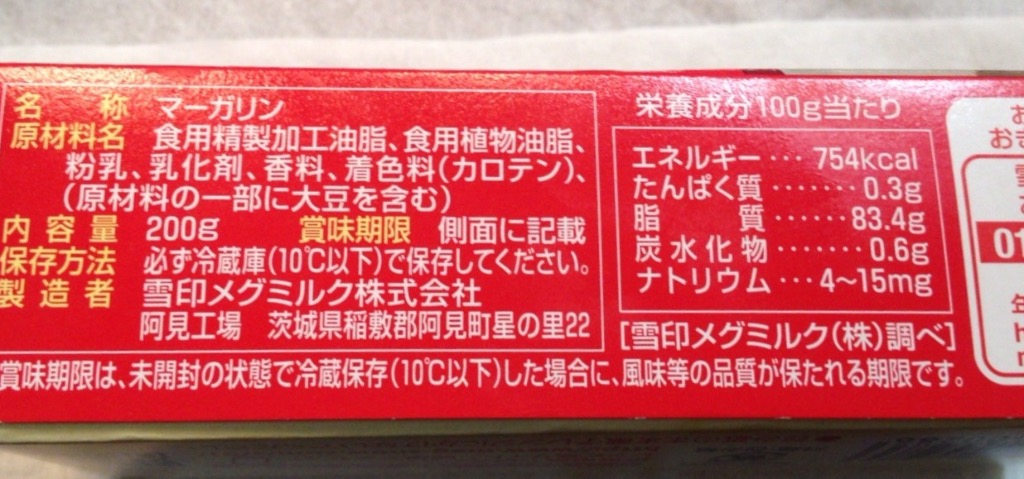 名称 マーガリン
原材料名 食用精製加工油脂、食用植物油脂、
粉乳、乳化剤、香料、着色料(カロテン)、
(原材料の一部に大豆を含む)
内容量 200g 賞味期限 側面に記載
保存方法 必ず冷蔵庫(10℃以下)で保存してください。
製造者 雪印メグミルク株式会社
阿見工場 茨城県稲敷郡阿見町星の里22
賞味期限は、未開封の状態で冷蔵保存(10℃以下)した場合に、風味等の品質が保たれる期限です。
栄養成分100g当たり
エネルギー…754kcal
たんぱく質……0.3g
脂質……83.4g
炭水化物……0.6g
ナトリウム…4~15mg
[雪印メグミルク(株)調べ]
お
おき
01